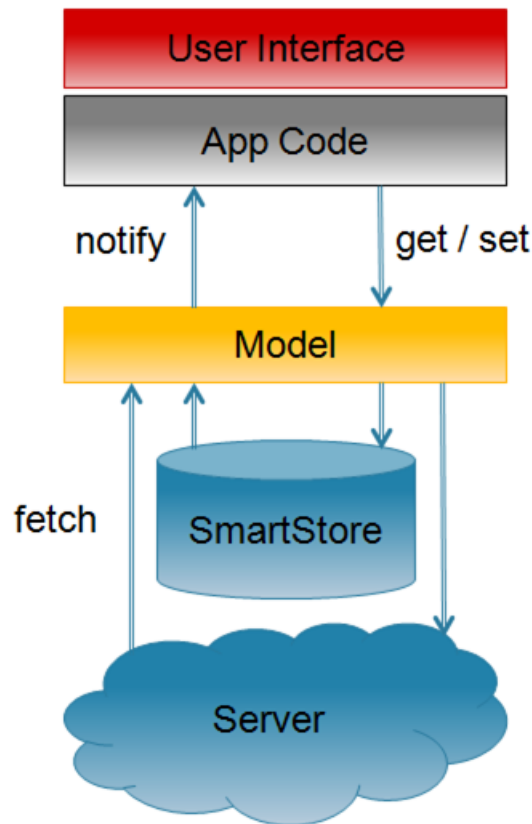 User Interface
App Code
notify
get / set
Model
fetch
SmartStore
Server